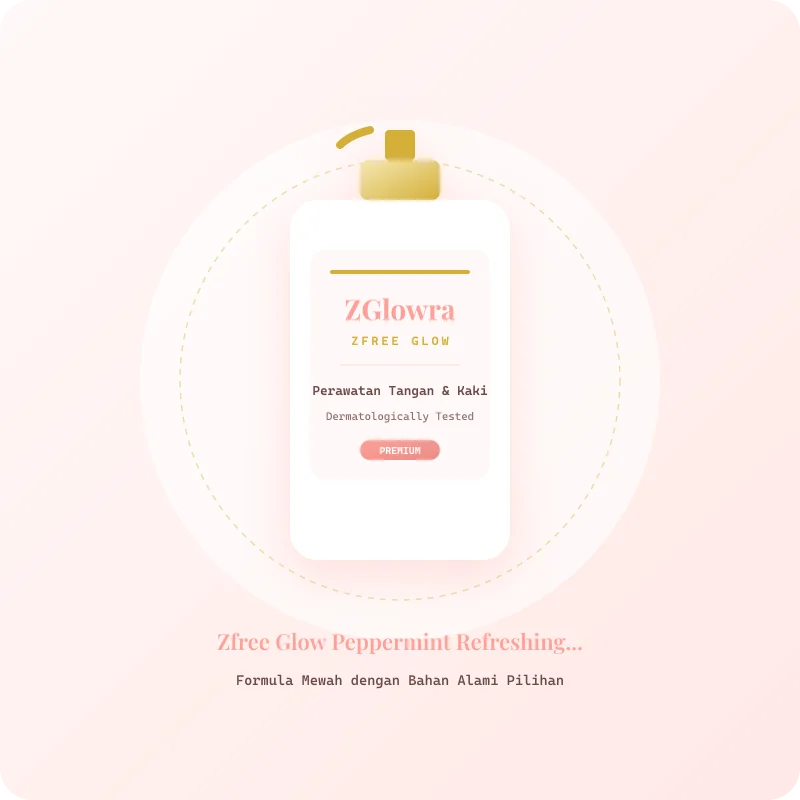 ZGlowra
ZFREE GLOW
Perawatan Tangan & Kaki
Dermatologically Tested
PREMIUM
Zfree Glow Peppermint Refreshing...
Formula Mewah dengan Bahan Alami Pilihan